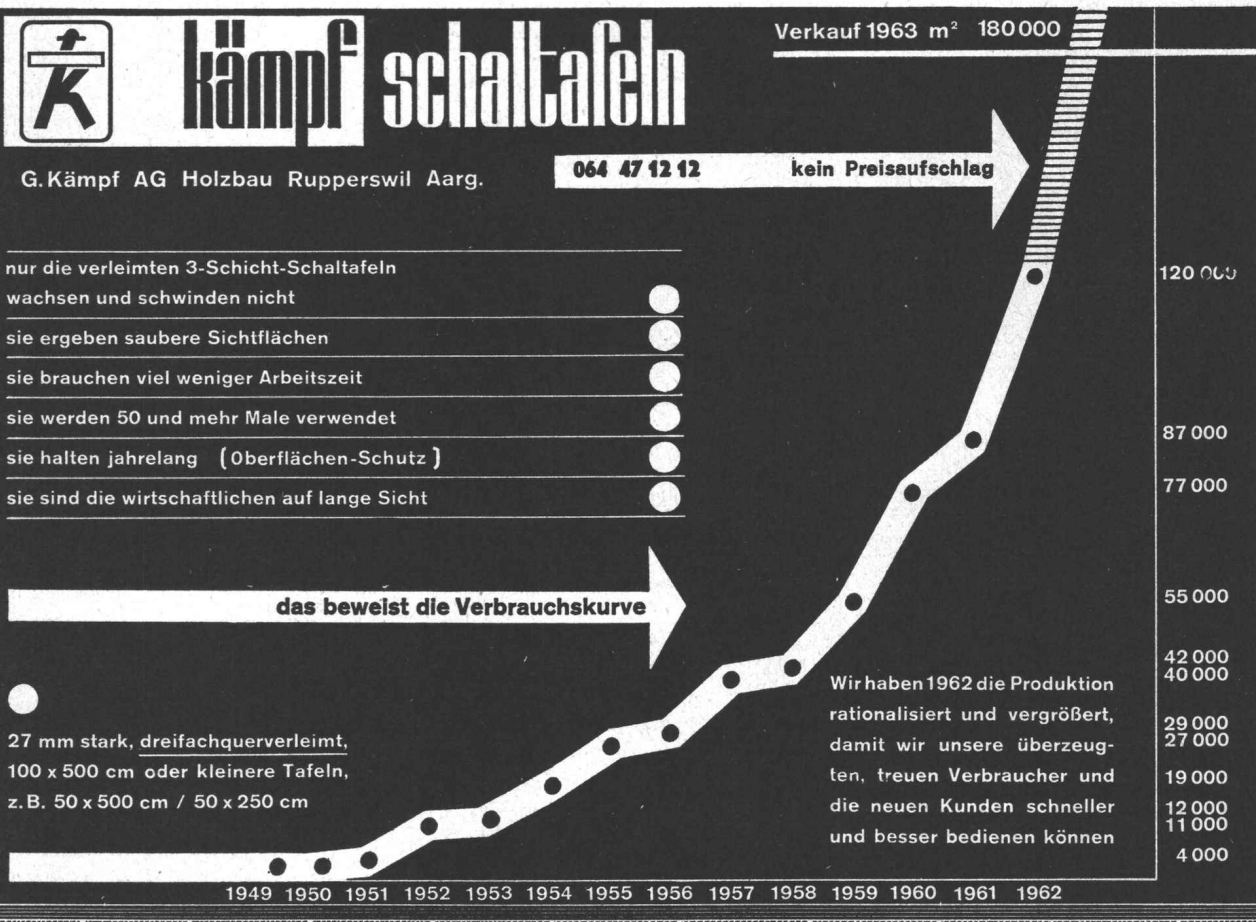 K
kämpf schaltafeln
Verkauf 1963 m² 180 000
G. Kämpf AG Holzbau Rupperswil Aarg.
064 47 12 12 kein Preisaufschlag
nur die verleimten 3-Schicht-Schaltafeln
wachsen und schwinden nicht
sie ergeben saubere Sichtflächen
sie brauchen viel weniger Arbeitszeit
sie werden 50 und mehr Male verwendet
sie halten jahrelang (Oberflächen-Schutz)
sie sind die wirtschaftlichen auf lange Sicht
das beweist die Verbrauchskurve
27 mm stark, dreifachquerverleimt,
100 x 500 cm oder kleinere Tafeln,
z.B. 50 x 500 cm / 50 x 250 cm
Wir haben 1962 die Produktion
rationalisiert und vergrößert,
damit wir unsere überzeug-
ten, treuen Verbraucher und
die neuen Kunden schneller
und besser bedienen können
120 000
87 000
77 000
55 000
42 000
40 000
29 000
27 000
19 000
12 000
11 000
4 000
1949 1950 1951 1952 1953 1954 1955 1956 1957 1958 1959 1960 1961 1962